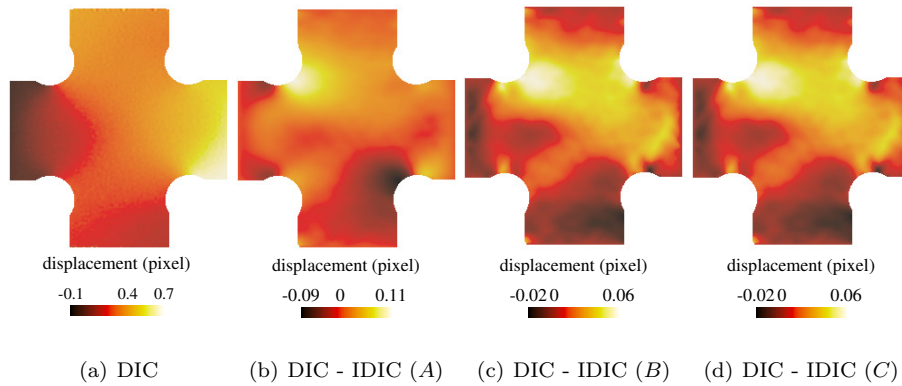 displacement (pixel) displacement (pixel) displacement (pixel) displacement (pixel)
-0.1 0.4 0.7 -0.09 0 0.11 -0.02 0 0.06 -0.02 0 0.06
(a) DIC (b) DIC - IDIC (A) (c) DIC - IDIC (B) (d) DIC - IDIC (C)